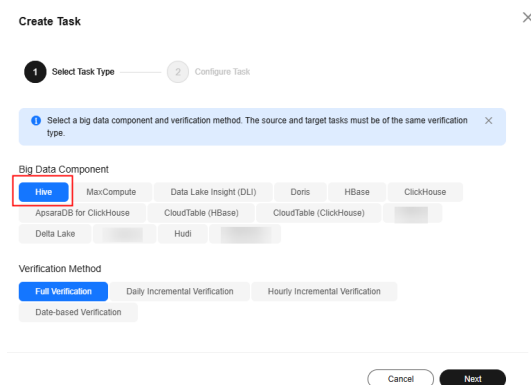 Create Task
1 Select Task Type 2 Configure Task
Select a big data component and verification method. The source and target tasks must be of the same verification
type.
Big Data Component
Hive MaxCompute Data Lake Insight (DLI) Doris HBase ClickHouse
ApsaraDB for ClickHouse CloudTable (HBase) CloudTable (ClickHouse)
Delta Lake Hudi
Verification Method
Full Verification Daily Incremental Verification Hourly Incremental Verification
Date-based Verification
Cancel Next